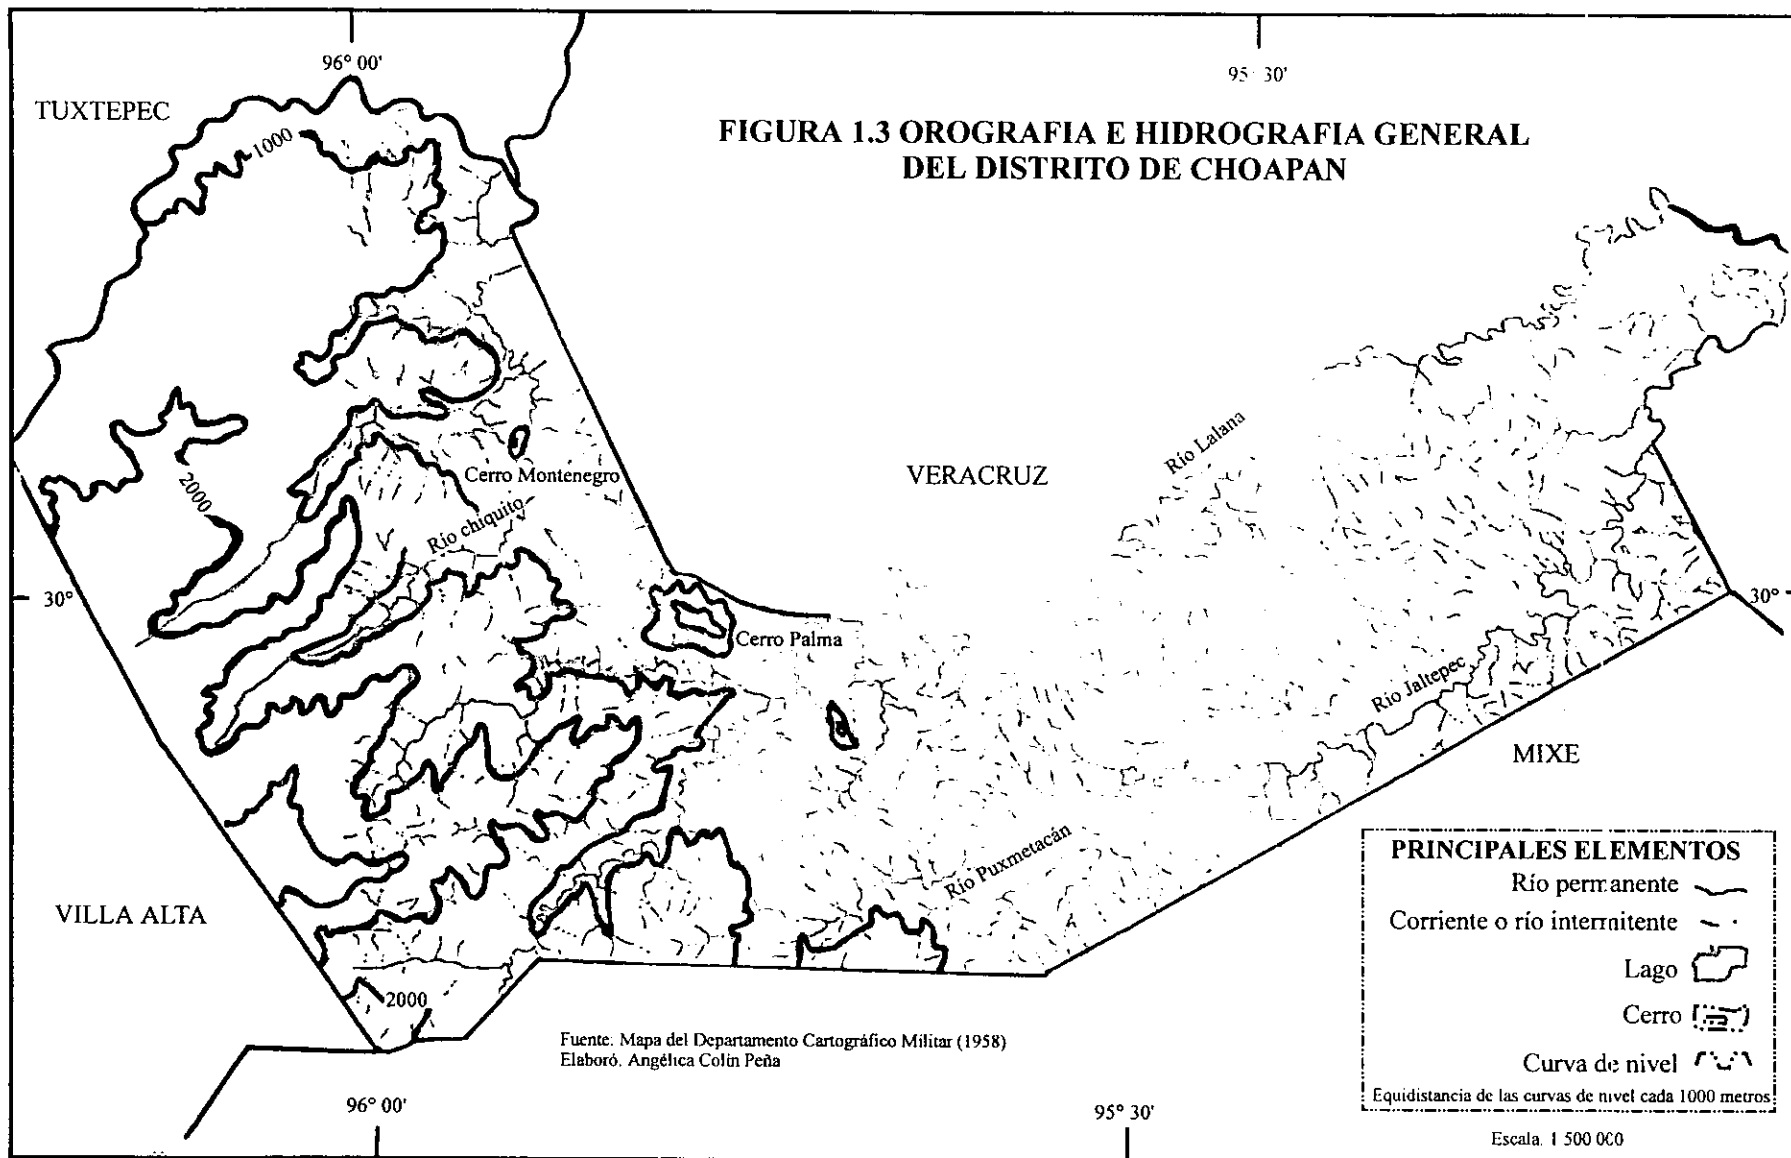 96° 00'
95° 30'
TUXTEPEC
1000
FIGURA 1.3 OROGRAFIA E HIDROGRAFIA GENERAL
DEL DISTRITO DE CHOAPAN
Río Lalana
Cerro Montenegro
VERACRUZ
2000
Río chiquito
30°
30°
Cerro Palma
Río Jaltepec
MIXE
Río Puxmetacán
VILLA ALTA
2000
PRINCIPALES ELEMENTOS
Río permanente
Corriente o río intermitente
Lago
Cerro
Curva de nivel
Equidistancia de las curvas de nivel cada 1000 metros
Fuente: Mapa del Departamento Cartográfico Militar (1958)
Elaboró. Angélica Colín Peña
96° 00'
95° 30'
Escala. 1 500 000